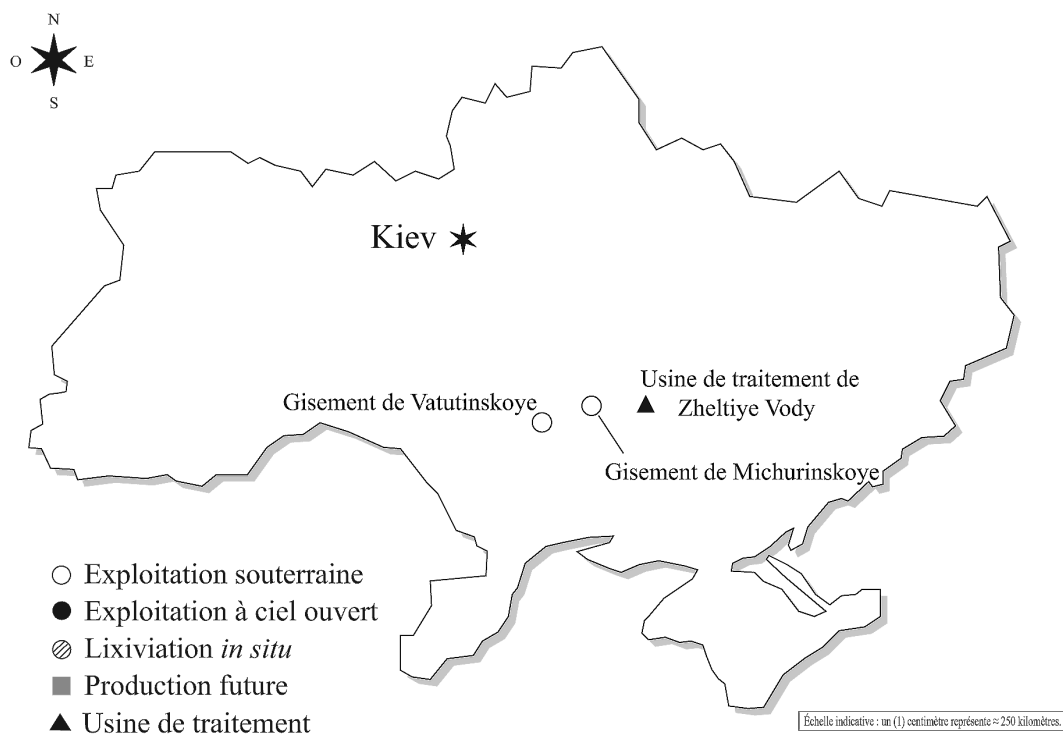 N
O E
S
Kiev
Usine de traitement de
Zheltiye Vody
Gisement de Vatutinskoye
Gisement de Michurinskoye
Exploitation souterraine
Exploitation à ciel ouvert
Lixiviation in situ
Production future
Usine de traitement
Échelle indicative : un (1) centimètre représente ≈ 250 kilomètres.